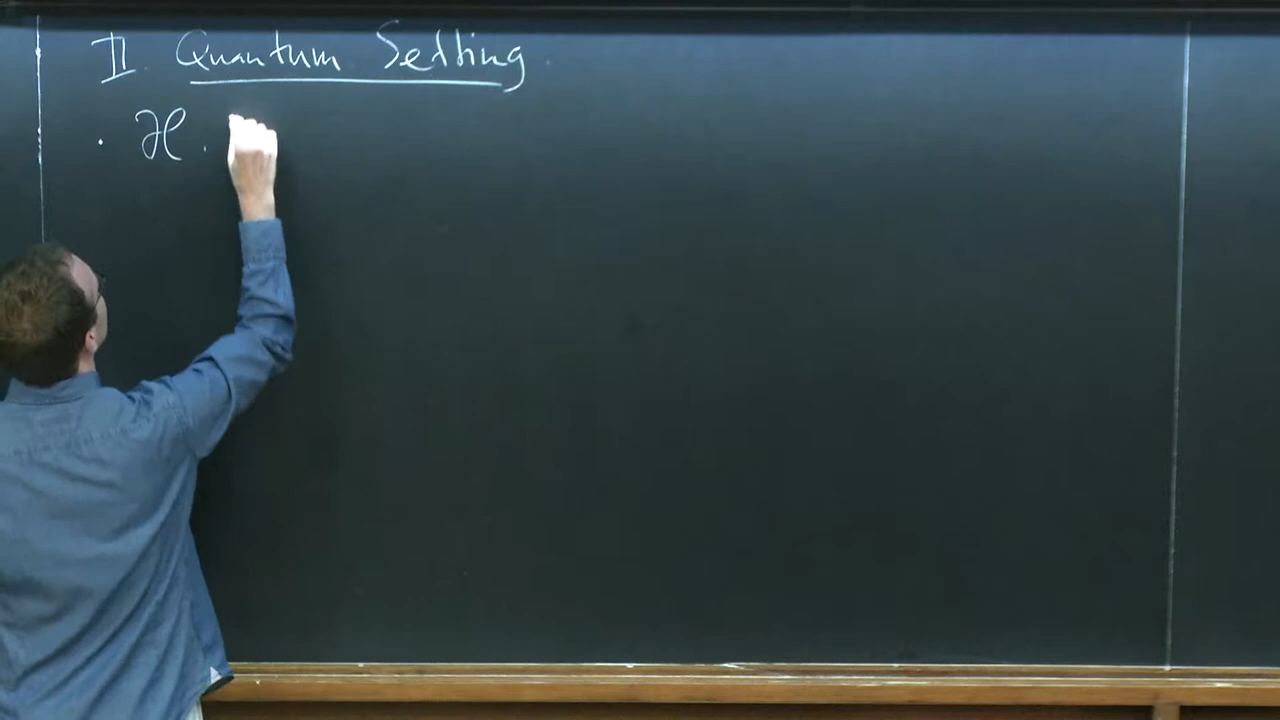 II. Quantum Setting
· ℋ .